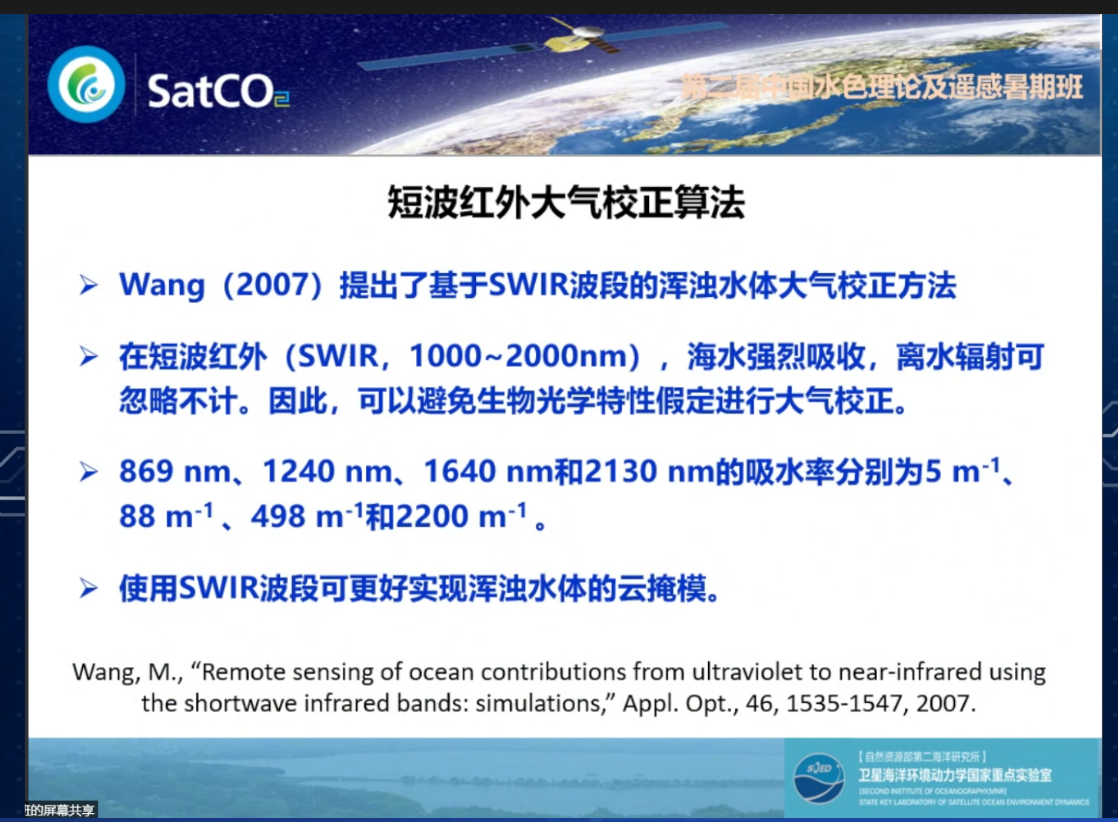 SatCO2
第二届中国水色理论及遥感暑期班
短波红外大气校正算法
➢ Wang（2007）提出了基于SWIR波段的浑浊水体大气校正方法
➢ 在短波红外（SWIR，1000~2000nm），海水强烈吸收，离水辐射可
忽略不计。因此，可以避免生物光学特性假定进行大气校正。
➢ 869 nm、1240 nm、1640 nm和2130 nm的吸水率分别为5 m⁻¹、
88 m⁻¹ 、498 m⁻¹和2200 m⁻¹ 。
➢ 使用SWIR波段可更好实现浑浊水体的云掩模。
Wang, M., “Remote sensing of ocean contributions from ultraviolet to near-infrared using
the shortwave infrared bands: simulations,” Appl. Opt., 46, 1535-1547, 2007.
SOED
【自然资源部第二海洋研究所】
卫星海洋环境动力学国家重点实验室
(SECOND INSTITUTE OF OCEANOGRAPHY,MNR)
STATE KEY LABORATORY OF SATELLITE OCEAN ENVIRONMENT DYNAMICS
的屏幕共享